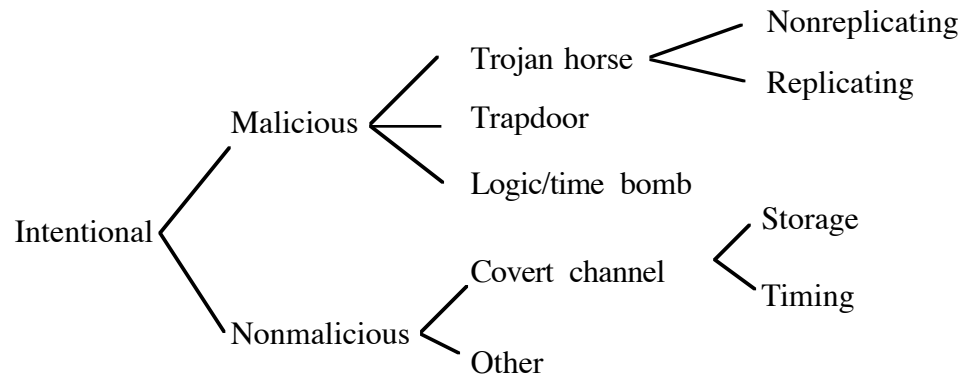 Nonreplicating
Trojan horse
Replicating
Malicious
Trapdoor
Logic/time bomb
Intentional
Storage
Covert channel
Timing
Nonmalicious
Other